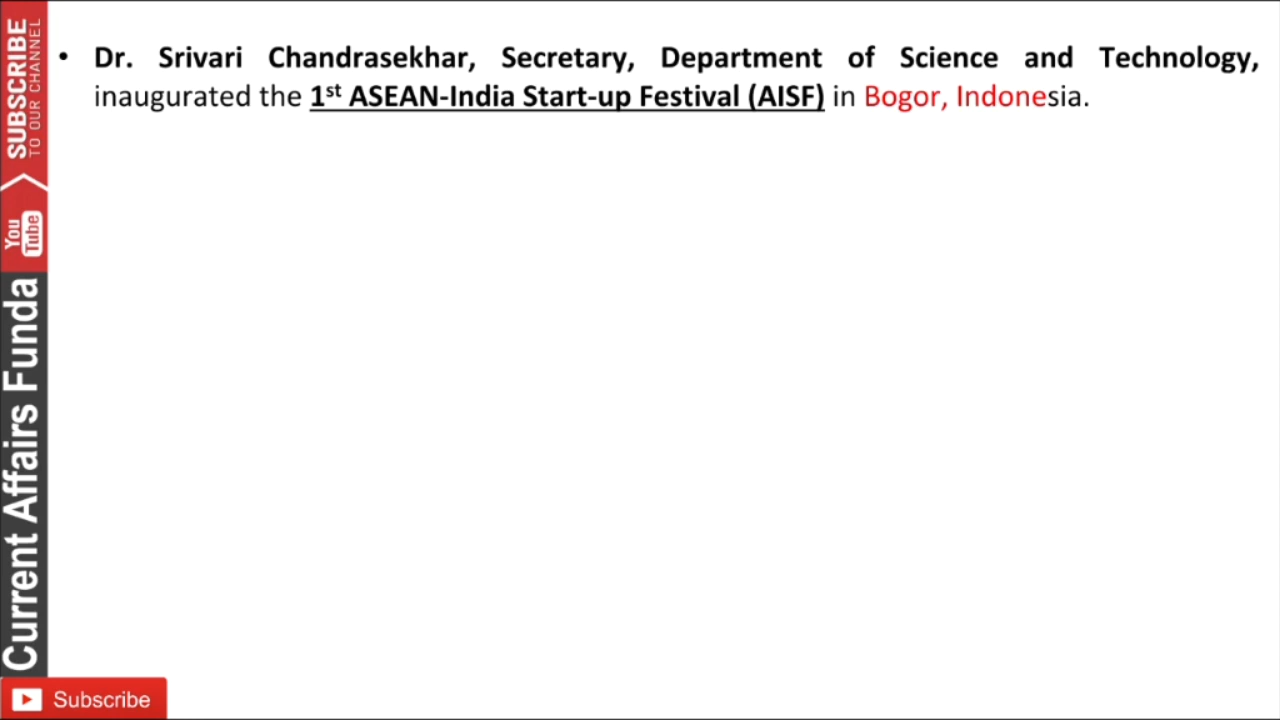 • Dr. Srivari Chandrasekhar, Secretary, Department of Science and Technology,
inaugurated the 1st ASEAN-India Start-up Festival (AISF) in Bogor, Indonesia.
SUBSCRIBE
TO OUR CHANNEL
You
Tube
Current Affairs Funda
Subscribe